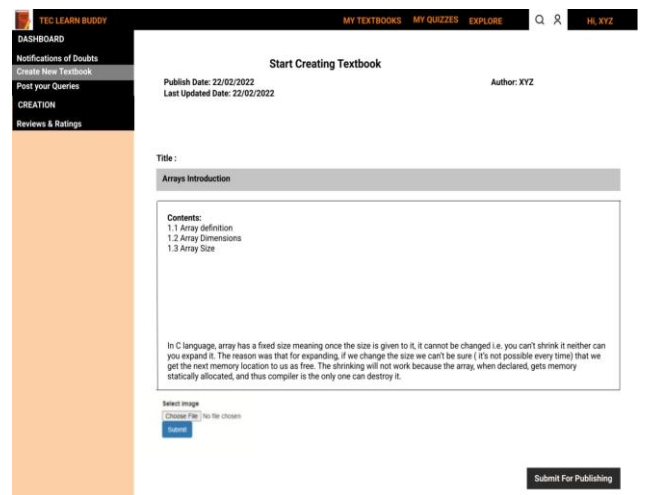 TEC LEARN BUDDY
MY TEXTBOOKS MY QUIZZES EXPLORE
HI, XYZ
DASHBOARD
Notifications of Doubts
Create New Textbook
Post your Queries
CREATION
Reviews & Ratings
Start Creating Textbook
Publish Date: 22/02/2022
Author: XYZ
Last Updated Date: 22/02/2022
Title :
Arrays Introduction
Contents:
1.1 Array definition
1.2 Array Dimensions
1.3 Array Size
In C language, array has a fixed size meaning once the size is given to it, it cannot be changed i.e. you can't shrink it neither can
you expand it. The reason was that for expanding, if we change the size we can't be sure ( it's not possible every time) that we
get the next memory location to us as free. The shrinking will not work because the array, when declared, gets memory
statically allocated, and thus compiler is the only one can destroy it.
Select image
Choose File No file chosen
Submit
Submit For Publishing